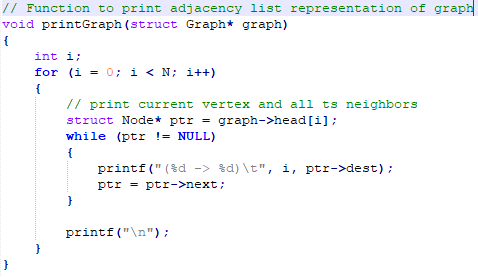 // Function to print adjacency list representation of graph
void printGraph(struct Graph* graph)
{
    int i;
    for (i = 0; i < N; i++)
    {
        // print current vertex and all ts neighbors
        struct Node* ptr = graph->head[i];
        while (ptr != NULL)
        {
            printf("(%d -> %d)\t", i, ptr->dest);
            ptr = ptr->next;
        }

        printf("\n");
    }
}